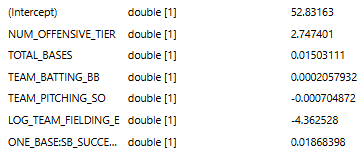 (Intercept) double [1] 52.83163
NUM_OFFENSIVE_TIER double [1] 2.747401
TOTAL_BASES double [1] 0.01503111
TEAM_BATTING_BB double [1] 0.0002057932
TEAM_PITCHING_SO double [1] -0.000704872
LOG_TEAM_FIELDING_E double [1] -4.362528
ONE_BASE:SB_SUCCE... double [1] 0.01868398